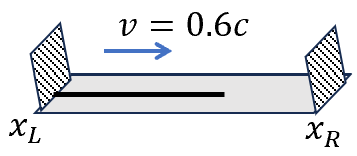 v = 0.6c
x_L
x_R